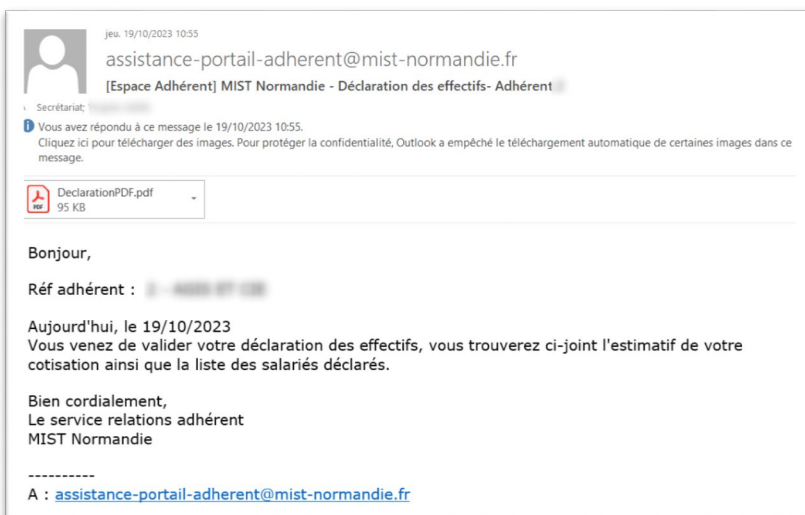 jeu. 19/10/2023 10:55
assistance-portail-adherent@mist-normandie.fr
[Espace Adhérent] MIST Normandie - Déclaration des effectifs- Adhérent
Secrétariat;
Vous avez répondu à ce message le 19/10/2023 10:55.
Cliquez ici pour télécharger des images. Pour protéger la confidentialité, Outlook a empêché le téléchargement automatique de certaines images dans ce
message.
DeclarationPDF.pdf
PDF
95 KB
Bonjour,
Réf adhérent :
Aujourd'hui, le 19/10/2023
Vous venez de valider votre déclaration des effectifs, vous trouverez ci-joint l'estimatif de votre
cotisation ainsi que la liste des salariés déclarés.
Bien cordialement,
Le service relations adhérent
MIST Normandie
----------
A : assistance-portail-adherent@mist-normandie.fr